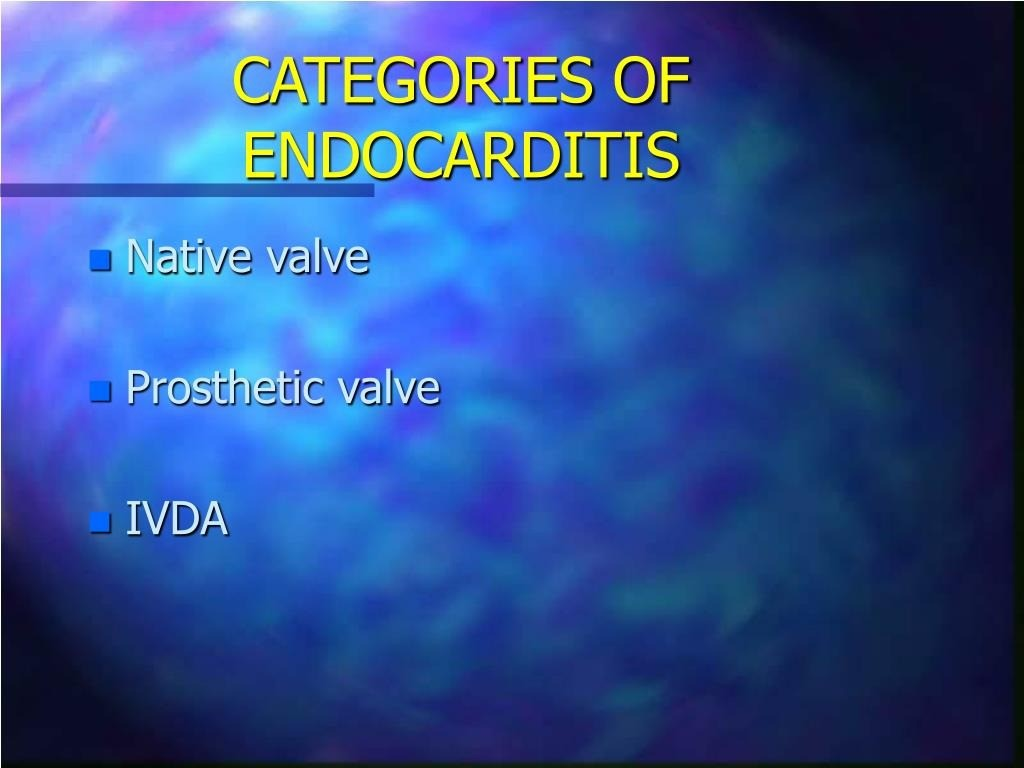 CATEGORIES OF
ENDOCARDITIS
Native valve
Prosthetic valve
IVDA